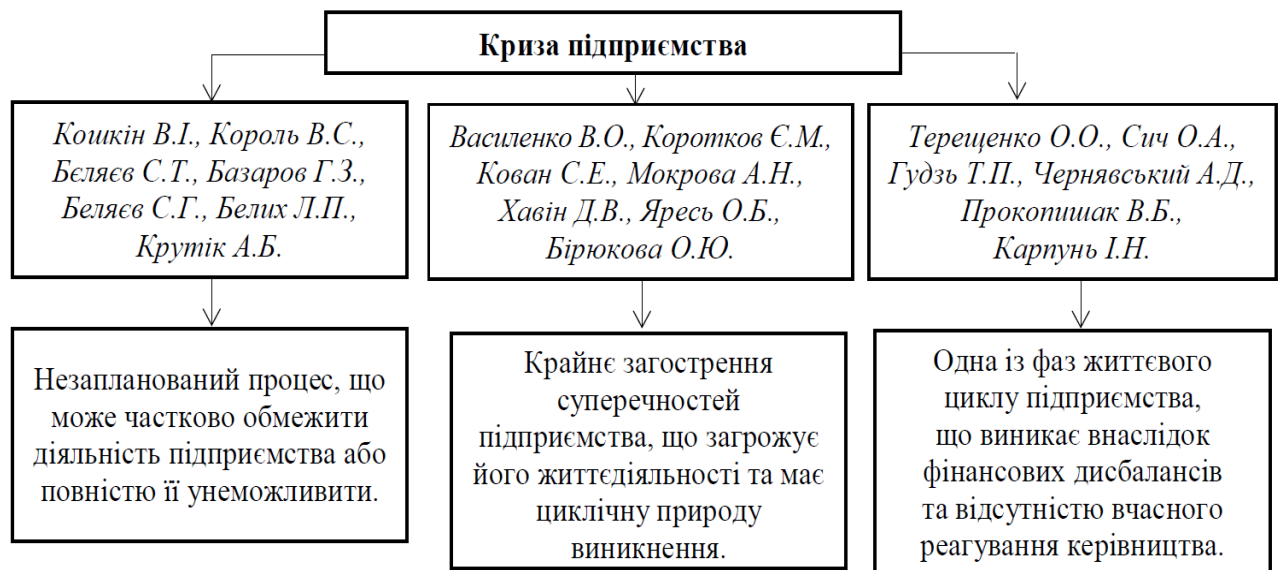 Криза підприємства
Кошкін В.І., Король В.С.,
Бєляєв С.Т., Базаров Г.З.,
Беляєв С.Г., Белих Л.П.,
Крутік А.Б.
Василенко В.О., Коротков Є.М.,
Кован С.Е., Мокрова А.Н.,
Хавін Д.В., Яресь О.Б.,
Бірюкова О.Ю.
Терещенко О.О., Сич О.А.,
Гудзь Т.П., Чернявський А.Д.,
Прокопишак В.Б.,
Карпунь І.Н.
Незапланований процес, що
може частково обмежити
діяльність підприємства або
повністю її унеможливити.
Крайнє загострення
суперечностей
підприємства, що загрожує
його життєдіяльності та має
циклічну природу
виникнення.
Одна із фаз життєвого
циклу підприємства,
що виникає внаслідок
фінансових дисбалансів
та відсутністю вчасного
реагування керівництва.